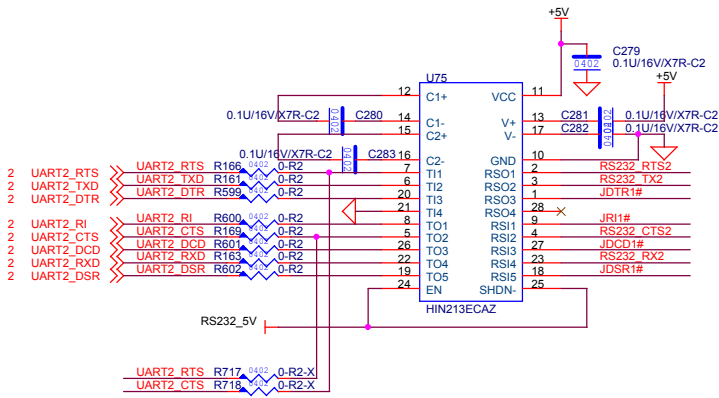 +5V
C279
0402
0.1U/16V/X7R-C2
+5V
U75
12 C1+ VCC 11
0.1U/16V/X7R-C2 0402 C280 14 C1- V+ 13 C281 0.1U/16V/X7R-C2
15 C2+ V- 17 C282 0.1U/16V/X7R-C2
0.1U/16V/X7R-C2 0402 C283 16 C2- GND 10
2 UART2_RTS UART2_RTS R166 0402 0-R2 7 TI1 RSO1 2 RS232_RTS2
2 UART2_TXD UART2_TXD R161 0402 0-R2 6 TI2 RSO2 3 RS232_TX2
2 UART2_DTR UART2_DTR R599 0402 0-R2 20 TI3 RSO3 1 JDTR1#
21 TI4 RSO4 28
2 UART2_RI UART2_RI R600 0402 0-R2 8 TO1 RSI1 9 JRI1#
2 UART2_CTS UART2_CTS R169 0402 0-R2 5 TO2 RSI2 4 RS232_CTS2
2 UART2_DCD UART2_DCD R601 0402 0-R2 26 TO3 RSI3 27 JDCD1#
2 UART2_RXD UART2_RXD R163 0402 0-R2 22 TO4 RSI4 23 RS232_RX2
2 UART2_DSR UART2_DSR R602 0402 0-R2 19 TO5 RSI5 18 JDSR1#
24 EN SHDN- 25
HIN213ECAZ
RS232_5V
UART2_RTS R717 0402 0-R2-X
UART2_CTS R718 0402 0-R2-X